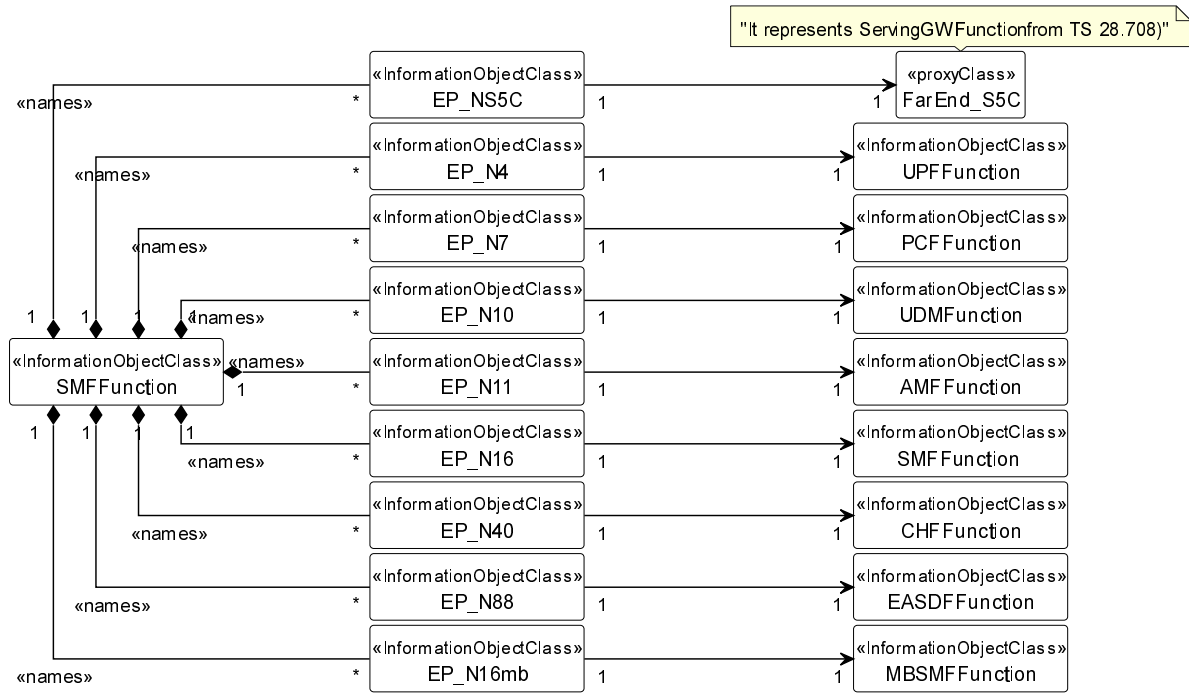 "It represents ServingGWFunctionfrom TS 28.708)"
«InformationObjectClass»
EP_NS5C
«proxyClass»
FarEnd_S5C
«names» * 1 1
«InformationObjectClass»
EP_N4
«InformationObjectClass»
UPFFunction
«names» * 1 1
«InformationObjectClass»
EP_N7
«InformationObjectClass»
PCFFunction
«names» * 1 1
«InformationObjectClass»
EP_N10
«InformationObjectClass»
UDMFunction
1 1 1 1 «names» * 1 1
«InformationObjectClass»
SMFFunction
«names»
1 * 1 1
«InformationObjectClass»
EP_N11
«InformationObjectClass»
AMFFunction
1 1 1 1
«InformationObjectClass»
EP_N16
«InformationObjectClass»
SMFFunction
«names» * 1 1
«InformationObjectClass»
EP_N40
«InformationObjectClass»
CHFFunction
«names» * 1 1
«InformationObjectClass»
EP_N88
«InformationObjectClass»
EASDFFunction
«names» * 1 1
«InformationObjectClass»
EP_N16mb
«InformationObjectClass»
MBSMFFunction
«names» * 1 1